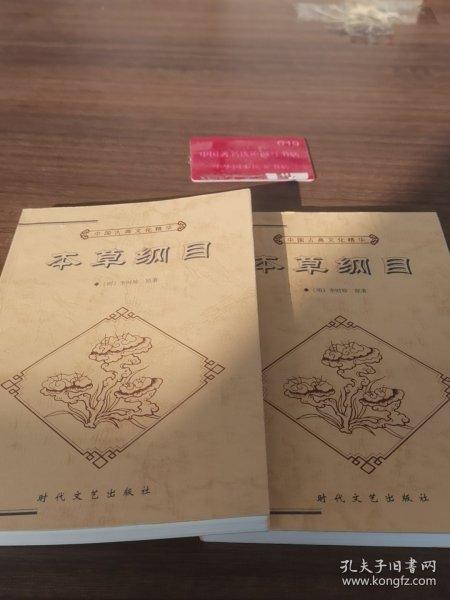 019
中国古典文化精华
本草纲目
[明] 李时珍 原著
时代文艺出版社
中国古典文化精华
本草纲目
[明] 李时珍 原著
时代文艺出版社
孔夫子旧书网
www.kongfz.com